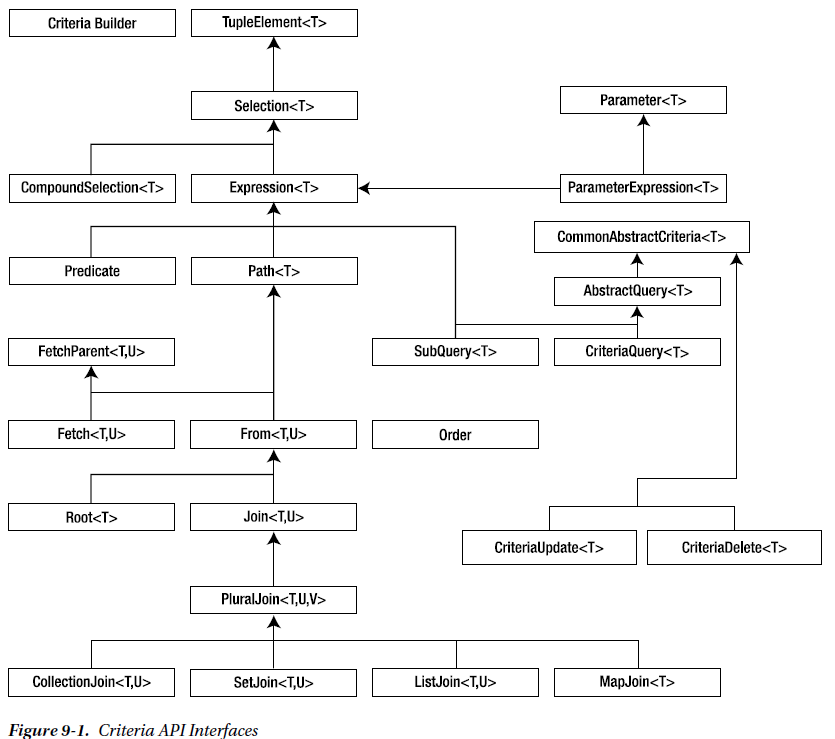 Criteria Builder
TupleElement<T>
Selection<T>
Parameter<T>
CompoundSelection<T>
Expression<T>
ParameterExpression<T>
CommonAbstractCriteria<T>
Predicate
Path<T>
AbstractQuery<T>
FetchParent<T,U>
SubQuery<T>
CriteriaQuery<T>
Fetch<T,U>
From<T,U>
Order
Root<T>
Join<T,U>
CriteriaUpdate<T>
CriteriaDelete<T>
PluralJoin<T,U,V>
CollectionJoin<T,U>
SetJoin<T,U>
ListJoin<T,U>
MapJoin<T>
Figure 9-1. Criteria API Interfaces